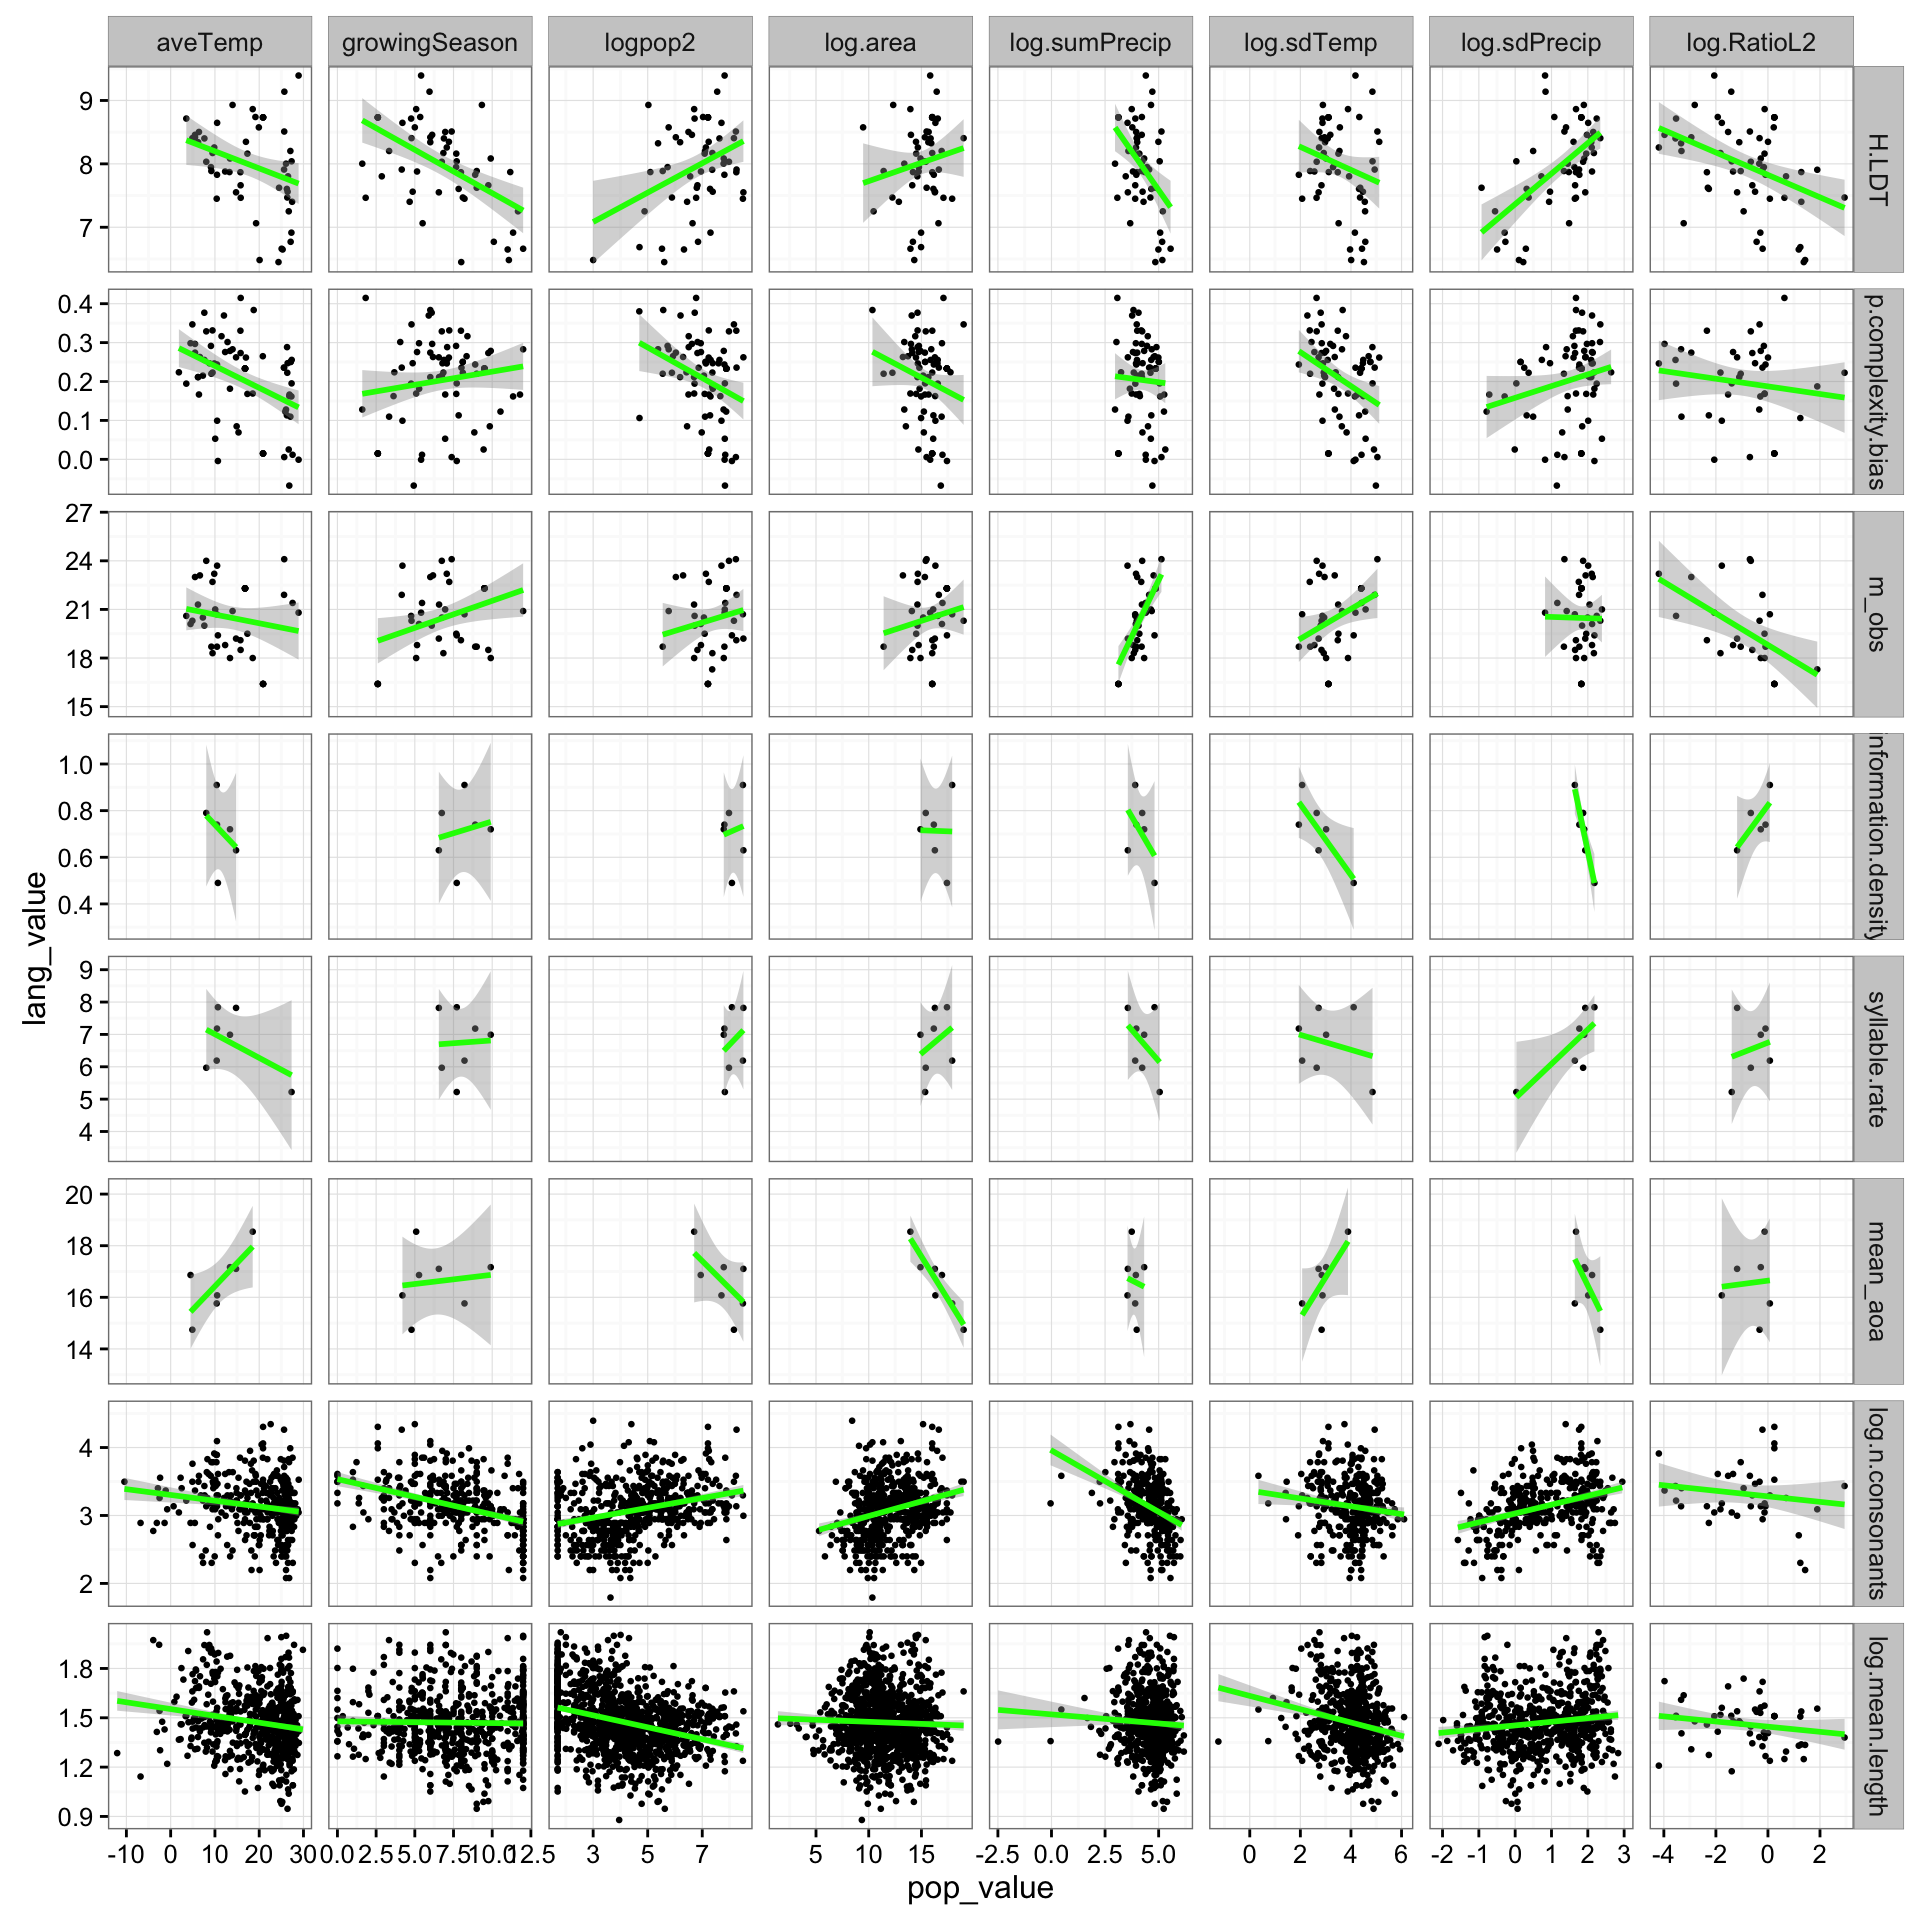 aveTemp growingSeason logpop2 log.area log.sumPrecip log.sdTemp log.sdPrecip log.RatioL2
9
8
7
H.LDT
0.4
0.3
0.2
0.1
0.0
p.complexity.bias
27
24
21
18
15
m_obs
1.0
0.8
0.6
0.4
nformation.density
9
8
7
6
5
4
syllable.rate
20
18
16
14
mean_aoa
4
3
2
log.n.consonants
1.8
1.5
1.2
0.9
log.mean.length
-10 0 10 20 30 0.0 2.5 5.0 7.5 10.0 12.5 3 5 7 5 10 15 -2.5 0.0 2.5 5.0 0 2 4 6 -2 -1 0 1 2 3 -4 -2 0 2
pop_value
lang_value